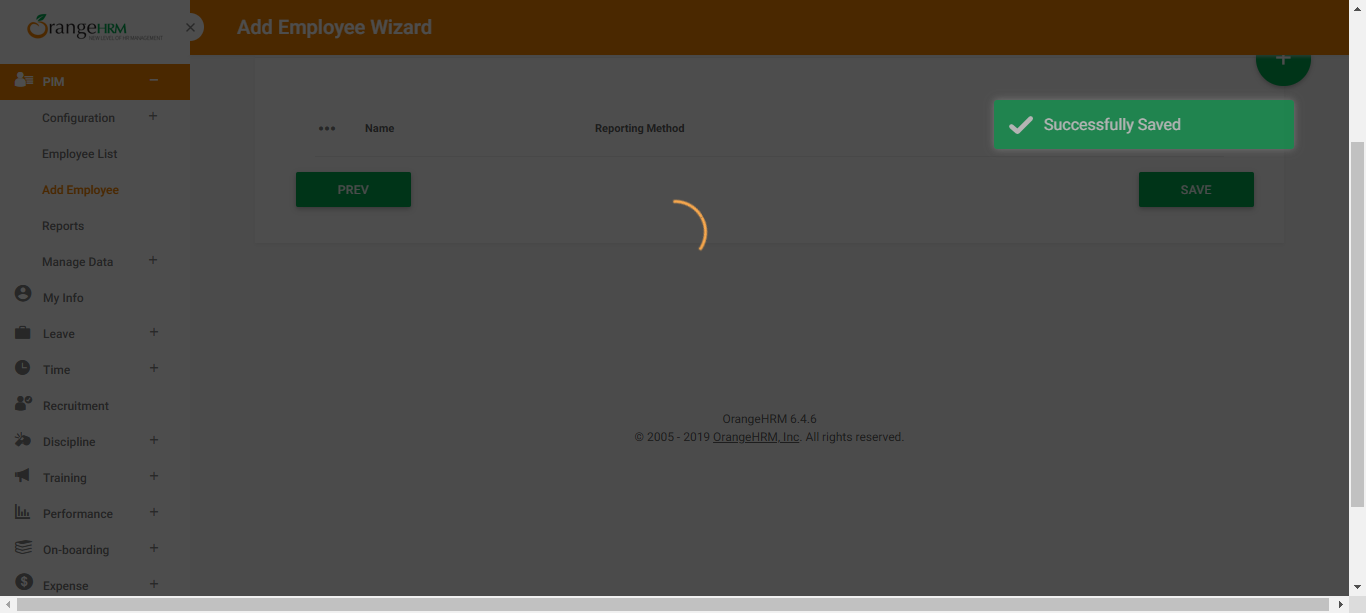 OrangeHRM
Add Employee Wizard
PIM
Configuration
Employee List
Add Employee
Reports
Manage Data
My Info
Leave
Time
Recruitment
Discipline
Training
Performance
On-boarding
Expense
Name
Reporting Method
Successfully Saved
PREV
SAVE
OrangeHRM 6.4.6
© 2005 - 2019 OrangeHRM, Inc. All rights reserved.